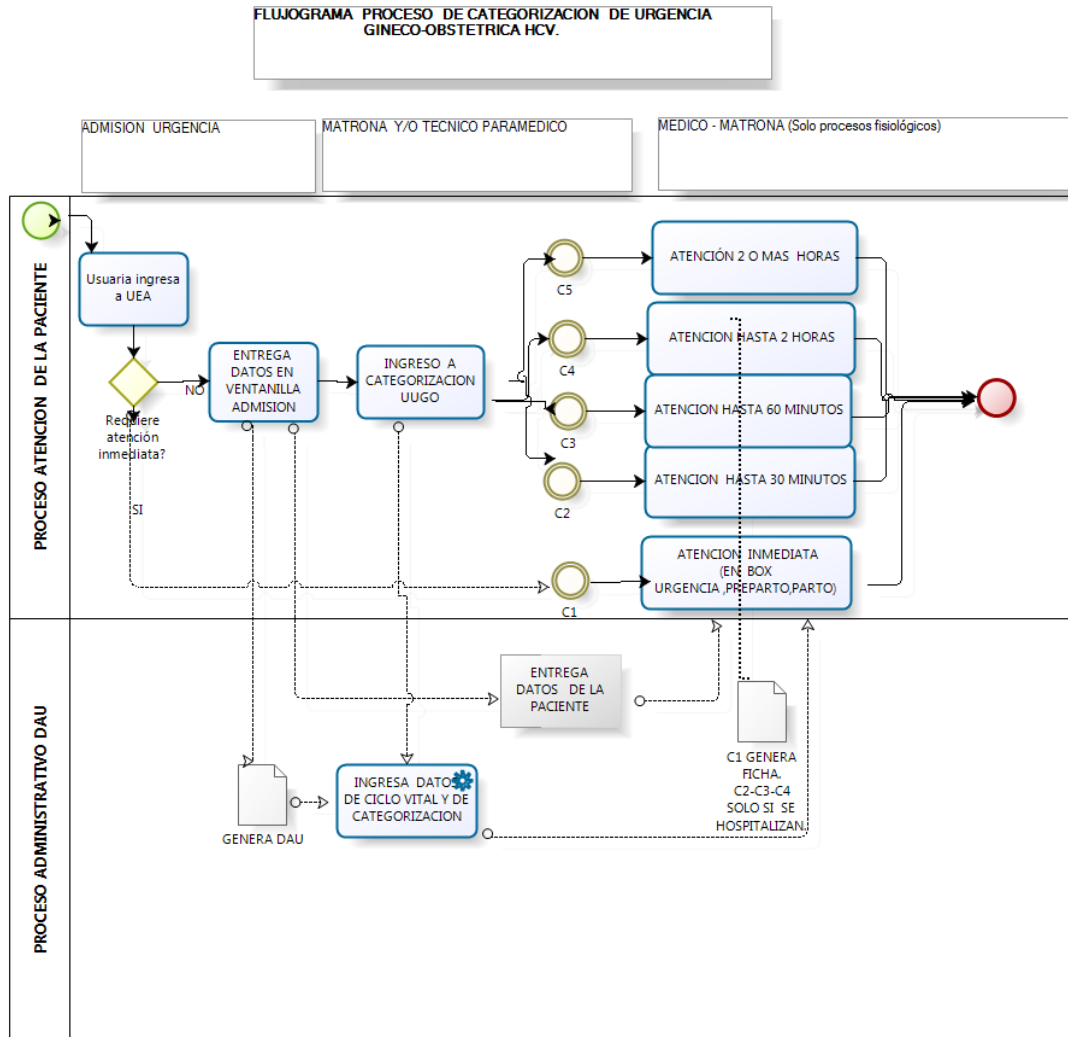 FLUJOGRAMA PROCESO DE CATEGORIZACION DE URGENCIA
GINECO-OBSTETRICA HCV.
ADMISION URGENCIA
MATRONA Y/O TECNICO PARAMEDICO
MEDICO - MATRONA (Solo procesos fisiológicos)
PROCESO ATENCION DE LA PACIENTE
Usuaria ingresa
a UEA
Requiere
atención
inmediata?
NO
SI
ENTREGA
DATOS EN
VENTANILLA
ADMISION
INGRESO A
CATEGORIZACION
UUGO
C5
ATENCIÓN 2 O MAS HORAS
C4
ATENCION HASTA 2 HORAS
C3
ATENCION HASTA 60 MINUTOS
C2
ATENCION HASTA 30 MINUTOS
C1
ATENCION INMEDIATA
(EN BOX
URGENCIA ,PREPARTO,PARTO)
PROCESO ADMINISTRATIVO DAU
ENTREGA
DATOS DE LA
PACIENTE
GENERA DAU
INGRESA DATOS
DE CICLO VITAL Y DE
CATEGORIZACION
C1 GENERA
FICHA.
C2-C3-C4
SOLO SI SE
HOSPITALIZAN.